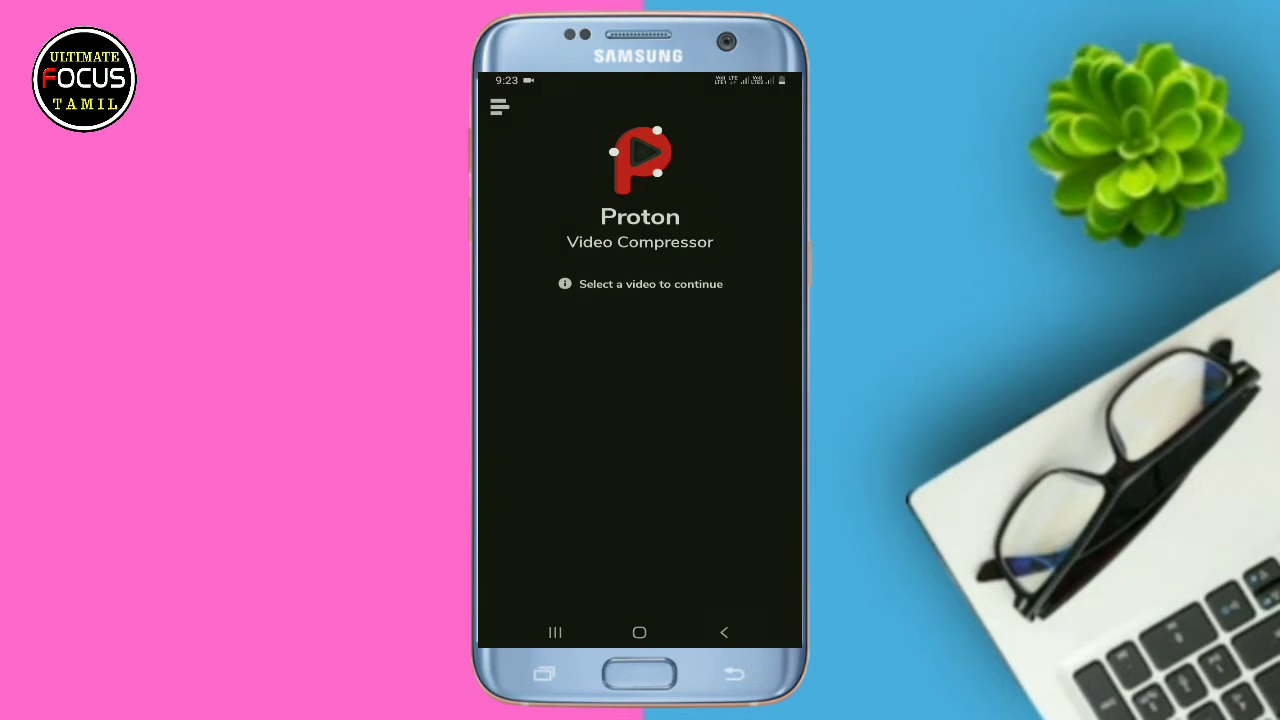 ULTIMATE
FOCUS
TAMIL
SAMSUNG
9:23
Proton
Video Compressor
Select a video to continue